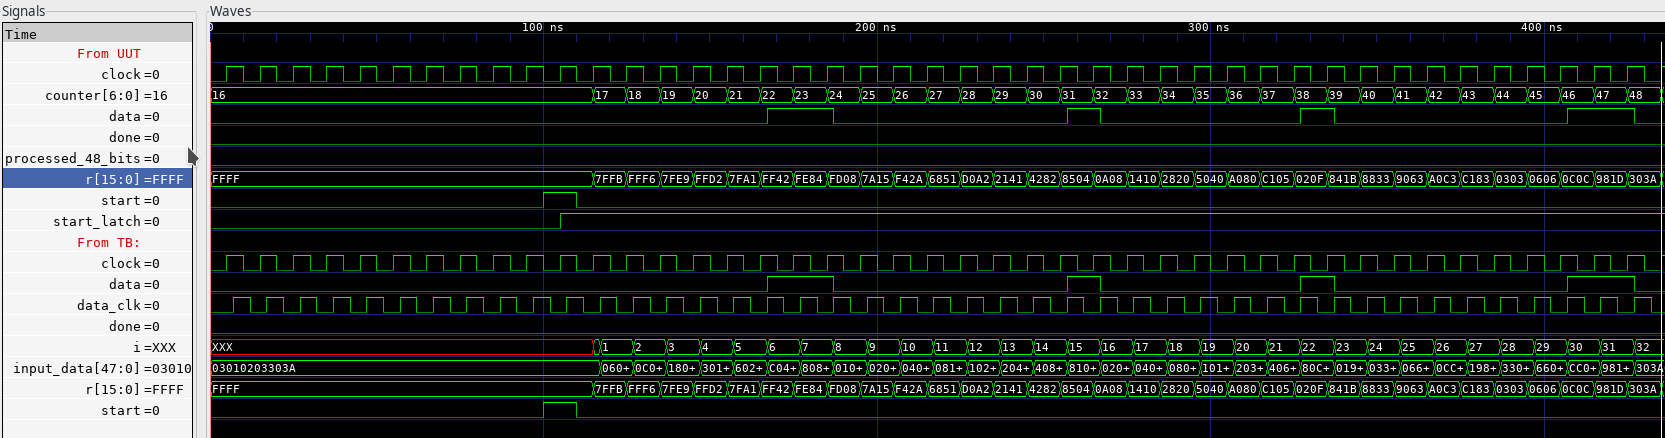 Signals Waves
Time 0 100 ns 200 ns 300 ns 400 ns
From UUT
clock =0
counter[6:0] =16 16 17 18 19 20 21 22 23 24 25 26 27 28 29 30 31 32 33 34 35 36 37 38 39 40 41 42 43 44 45 46 47 48
data =0
done =0
processed_48_bits =0
r[15:0] =FFFF FFFF 7FFB FFF6 7FE9 FFD2 7FA1 FF42 FE84 FD08 7A15 F42A 6851 D0A2 2141 4282 8504 0A08 1410 2820 5040 A080 C105 020F 841B 8833 9063 A0C3 C183 0303 0606 0C0C 981D 303A
start =0
start_latch =0
From TB:
clock =0
data =0
data_clk =0
done =0
i =XXX XXX 1 2 3 4 5 6 7 8 9 10 11 12 13 14 15 16 17 18 19 20 21 22 23 24 25 26 27 28 29 30 31 32
input_data[47:0] =03010 03010203303A 060+ 0C0+ 180+ 301+ 602+ C04+ 808+ 010+ 020+ 040+ 081+ 102+ 204+ 408+ 810+ 020+ 040+ 080+ 101+ 203+ 406+ 80C+ 019+ 033+ 066+ 0CC+ 198+ 330+ 660+ CC0+ 981+ 303A
r[15:0] =FFFF FFFF 7FFB FFF6 7FE9 FFD2 7FA1 FF42 FE84 FD08 7A15 F42A 6851 D0A2 2141 4282 8504 0A08 1410 2820 5040 A080 C105 020F 841B 8833 9063 A0C3 C183 0303 0606 0C0C 981D 303A
start =0